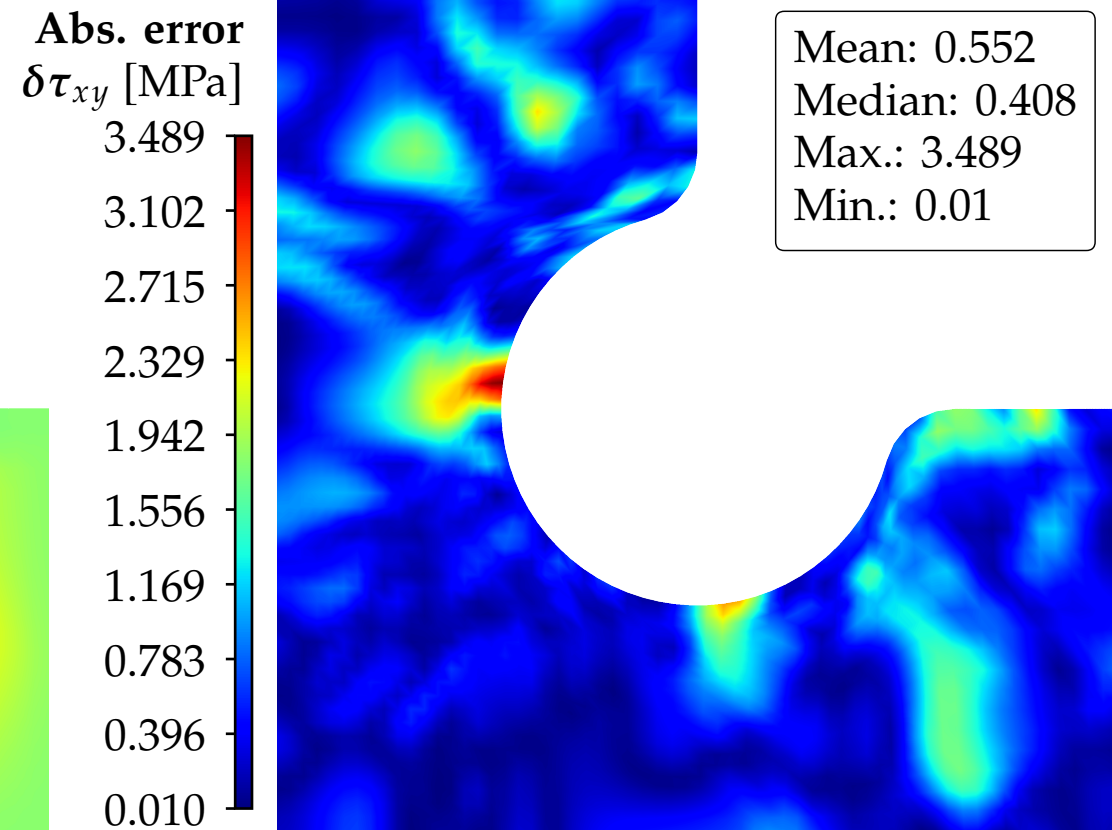 Abs. error
δτxy [MPa]
3.489
3.102
2.715
2.329
1.942
1.556
1.169
0.783
0.396
0.010
Mean: 0.552
Median: 0.408
Max.: 3.489
Min.: 0.01